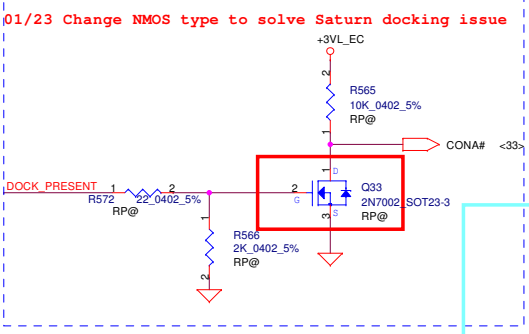 01/23 Change NMOS type to solve Saturn docking issue
+3VL_EC
2
R565
10K_0402_5%
RP@
1
CONA# <33>
1 D
DOCK_PRESENT 1 2
R572 22_0402_5%
RP@
2
G
Q33
2N7002_SOT23-3
RP@
3 S
1
R566
2K_0402_5%
RP@
2